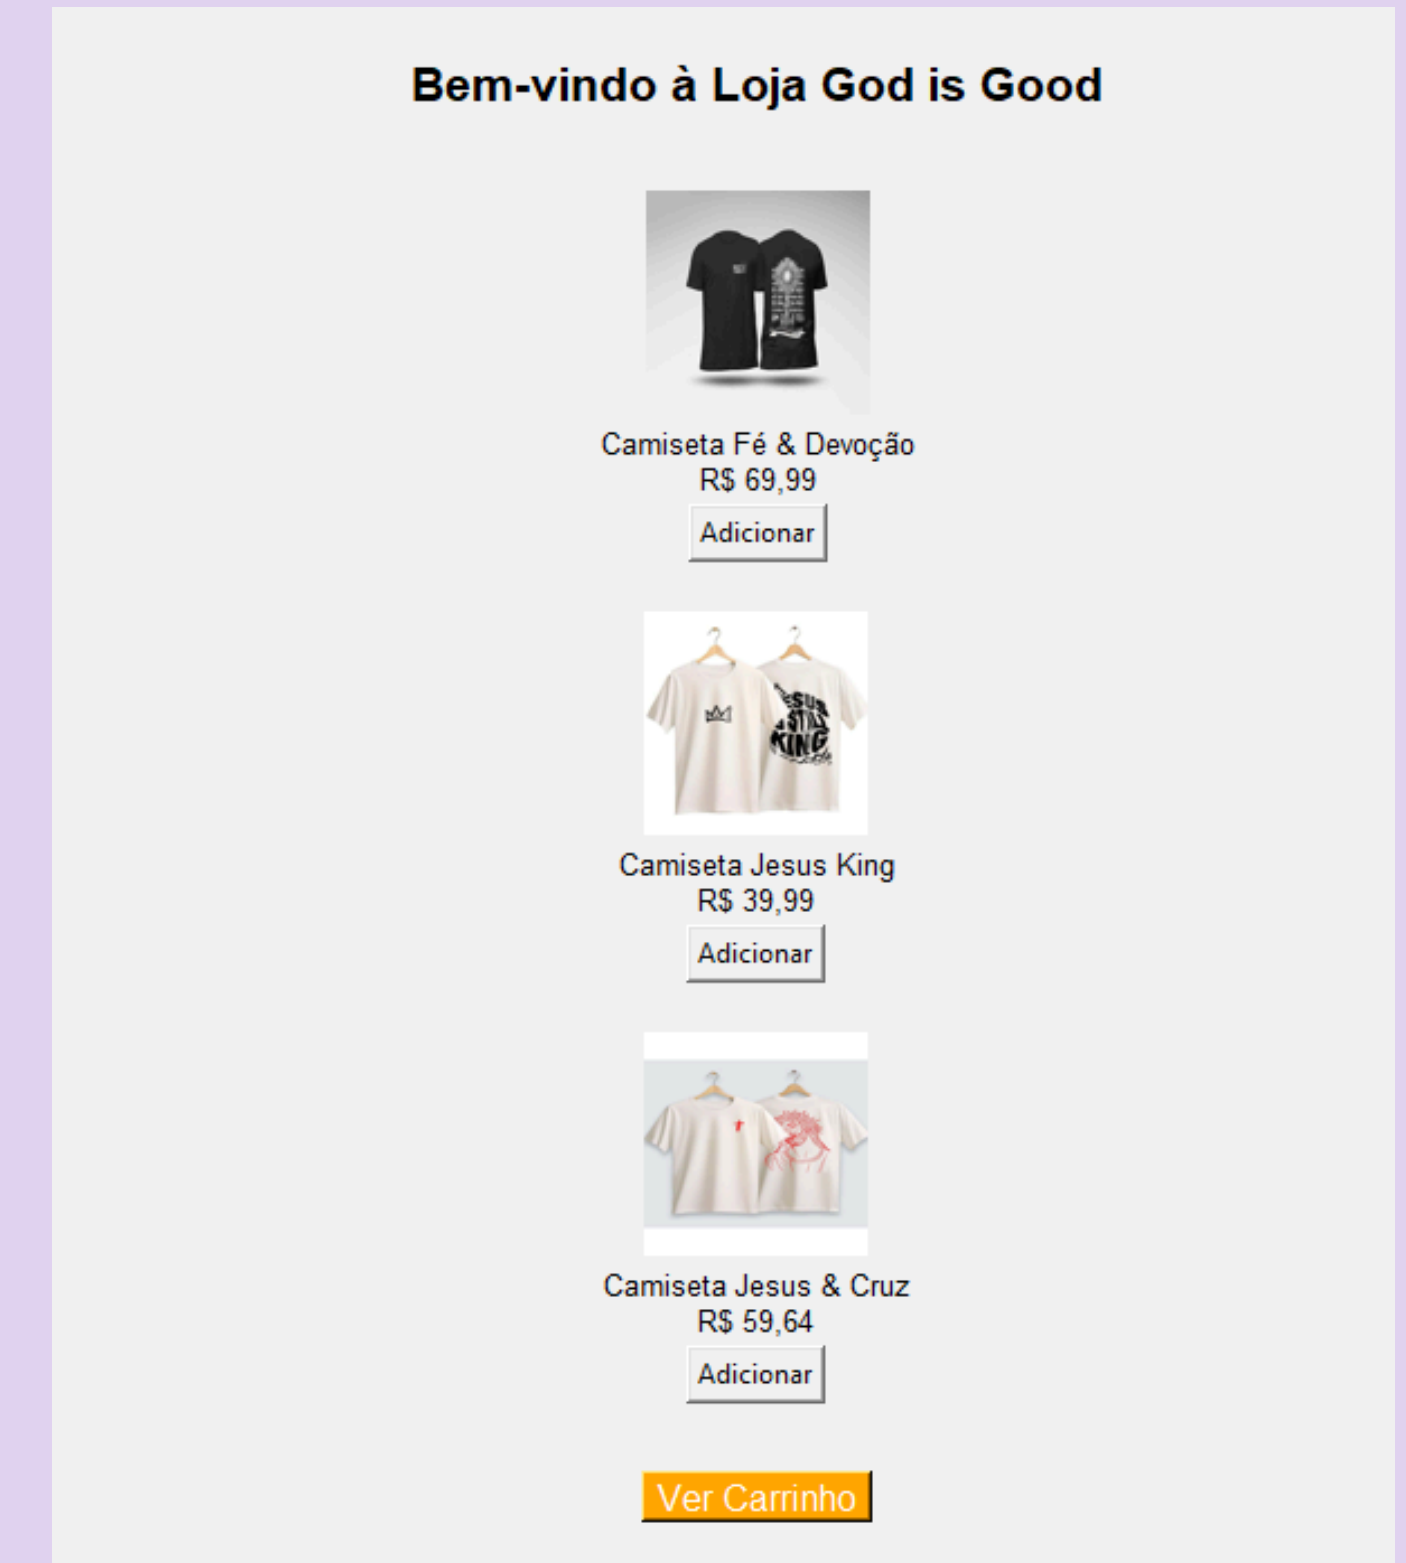 Bem-vindo à Loja God is Good
Camiseta Fé & Devoção
R$ 69,99
Adicionar
KING
Camiseta Jesus King
R$ 39,99
Adicionar
Camiseta Jesus & Cruz
R$ 59,64
Adicionar
Ver Carrinho